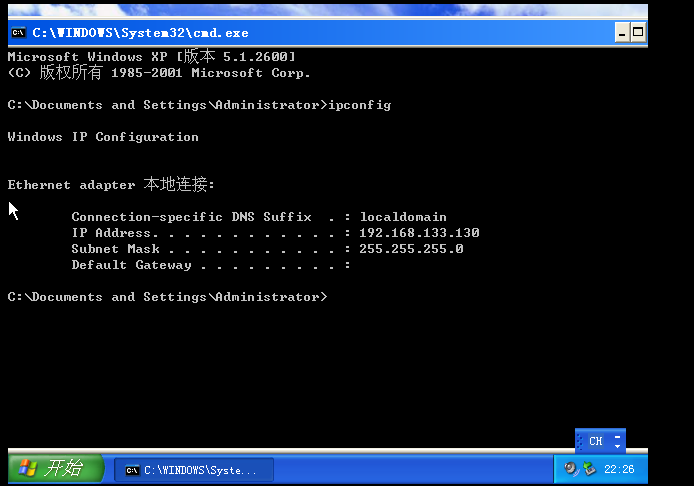 C:\WINDOWS\System32\cmd.exe
Microsoft Windows XP [版本 5.1.2600]
(C) 版权所有 1985-2001 Microsoft Corp.
C:\Documents and Settings\Administrator>ipconfig
Windows IP Configuration
Ethernet adapter 本地连接:
Connection-specific DNS Suffix  . : localdomain
IP Address. . . . . . . . . . . . : 192.168.133.130
Subnet Mask . . . . . . . . . . . : 255.255.255.0
Default Gateway . . . . . . . . . :
C:\Documents and Settings\Administrator>
CH
开始
C:\WINDOWS\Syste...
22:26